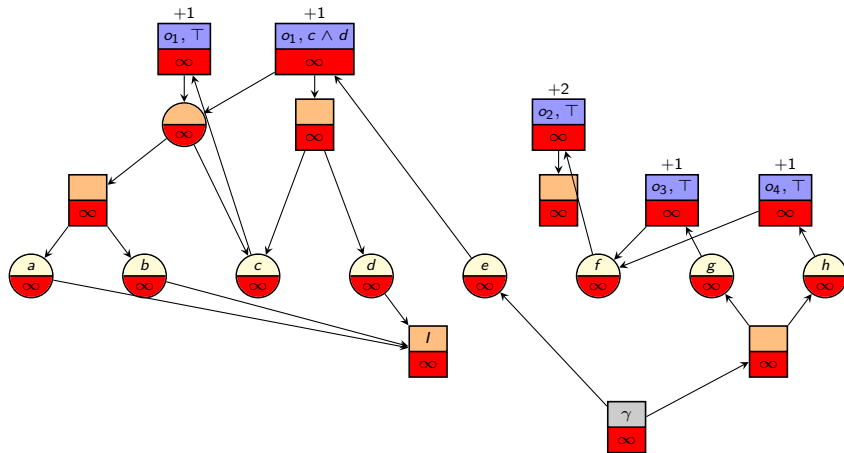 +1 +1
o₁, ⊤ o₁, c ∧ d
∞ ∞
+2
∞ ∞ o₂, ⊤
∞
+1 +1
o₃, ⊤ o₄, ⊤
∞ ∞ ∞ ∞
a b c d e f g h
∞ ∞ ∞ ∞ ∞ ∞ ∞ ∞
I
∞ ∞
γ
∞